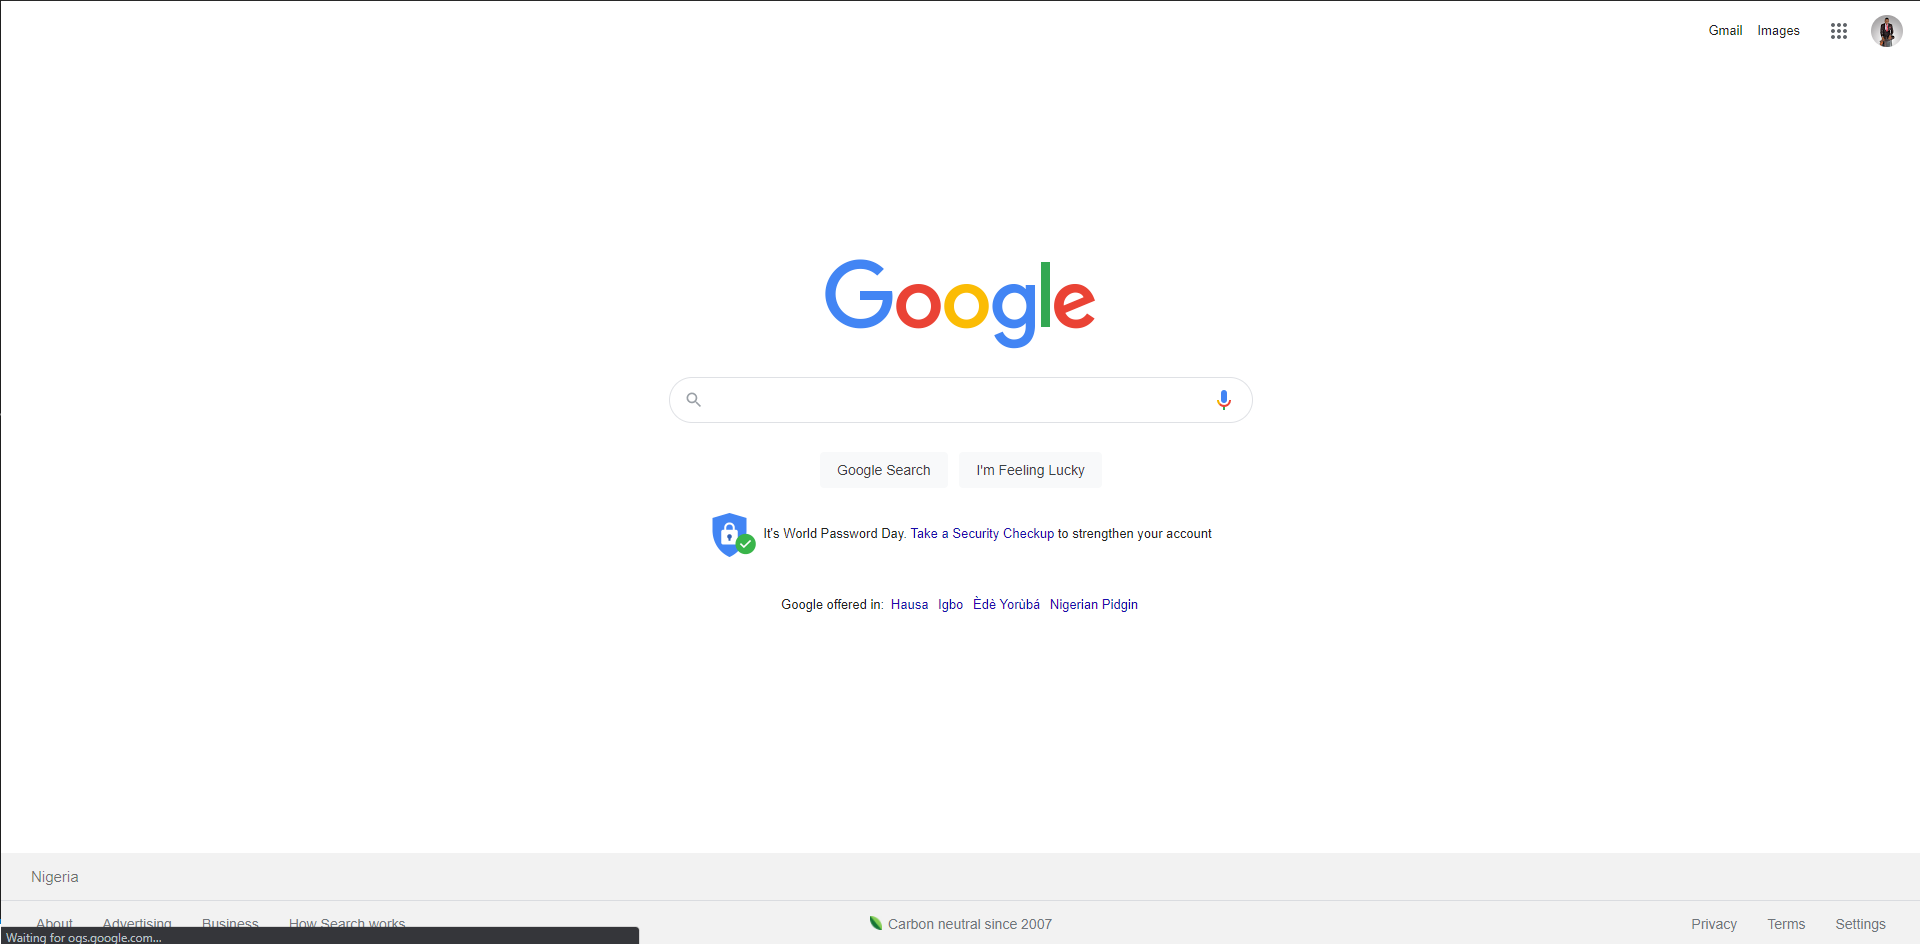 Gmail Images
Google
Google Search I'm Feeling Lucky
It's World Password Day. Take a Security Checkup to strengthen your account
Google offered in: Hausa Igbo Èdè Yorùbá Nigerian Pidgin
Nigeria
About Advertising Business How Search works Carbon neutral since 2007 Privacy Terms Settings
Waiting for ogs.google.com...